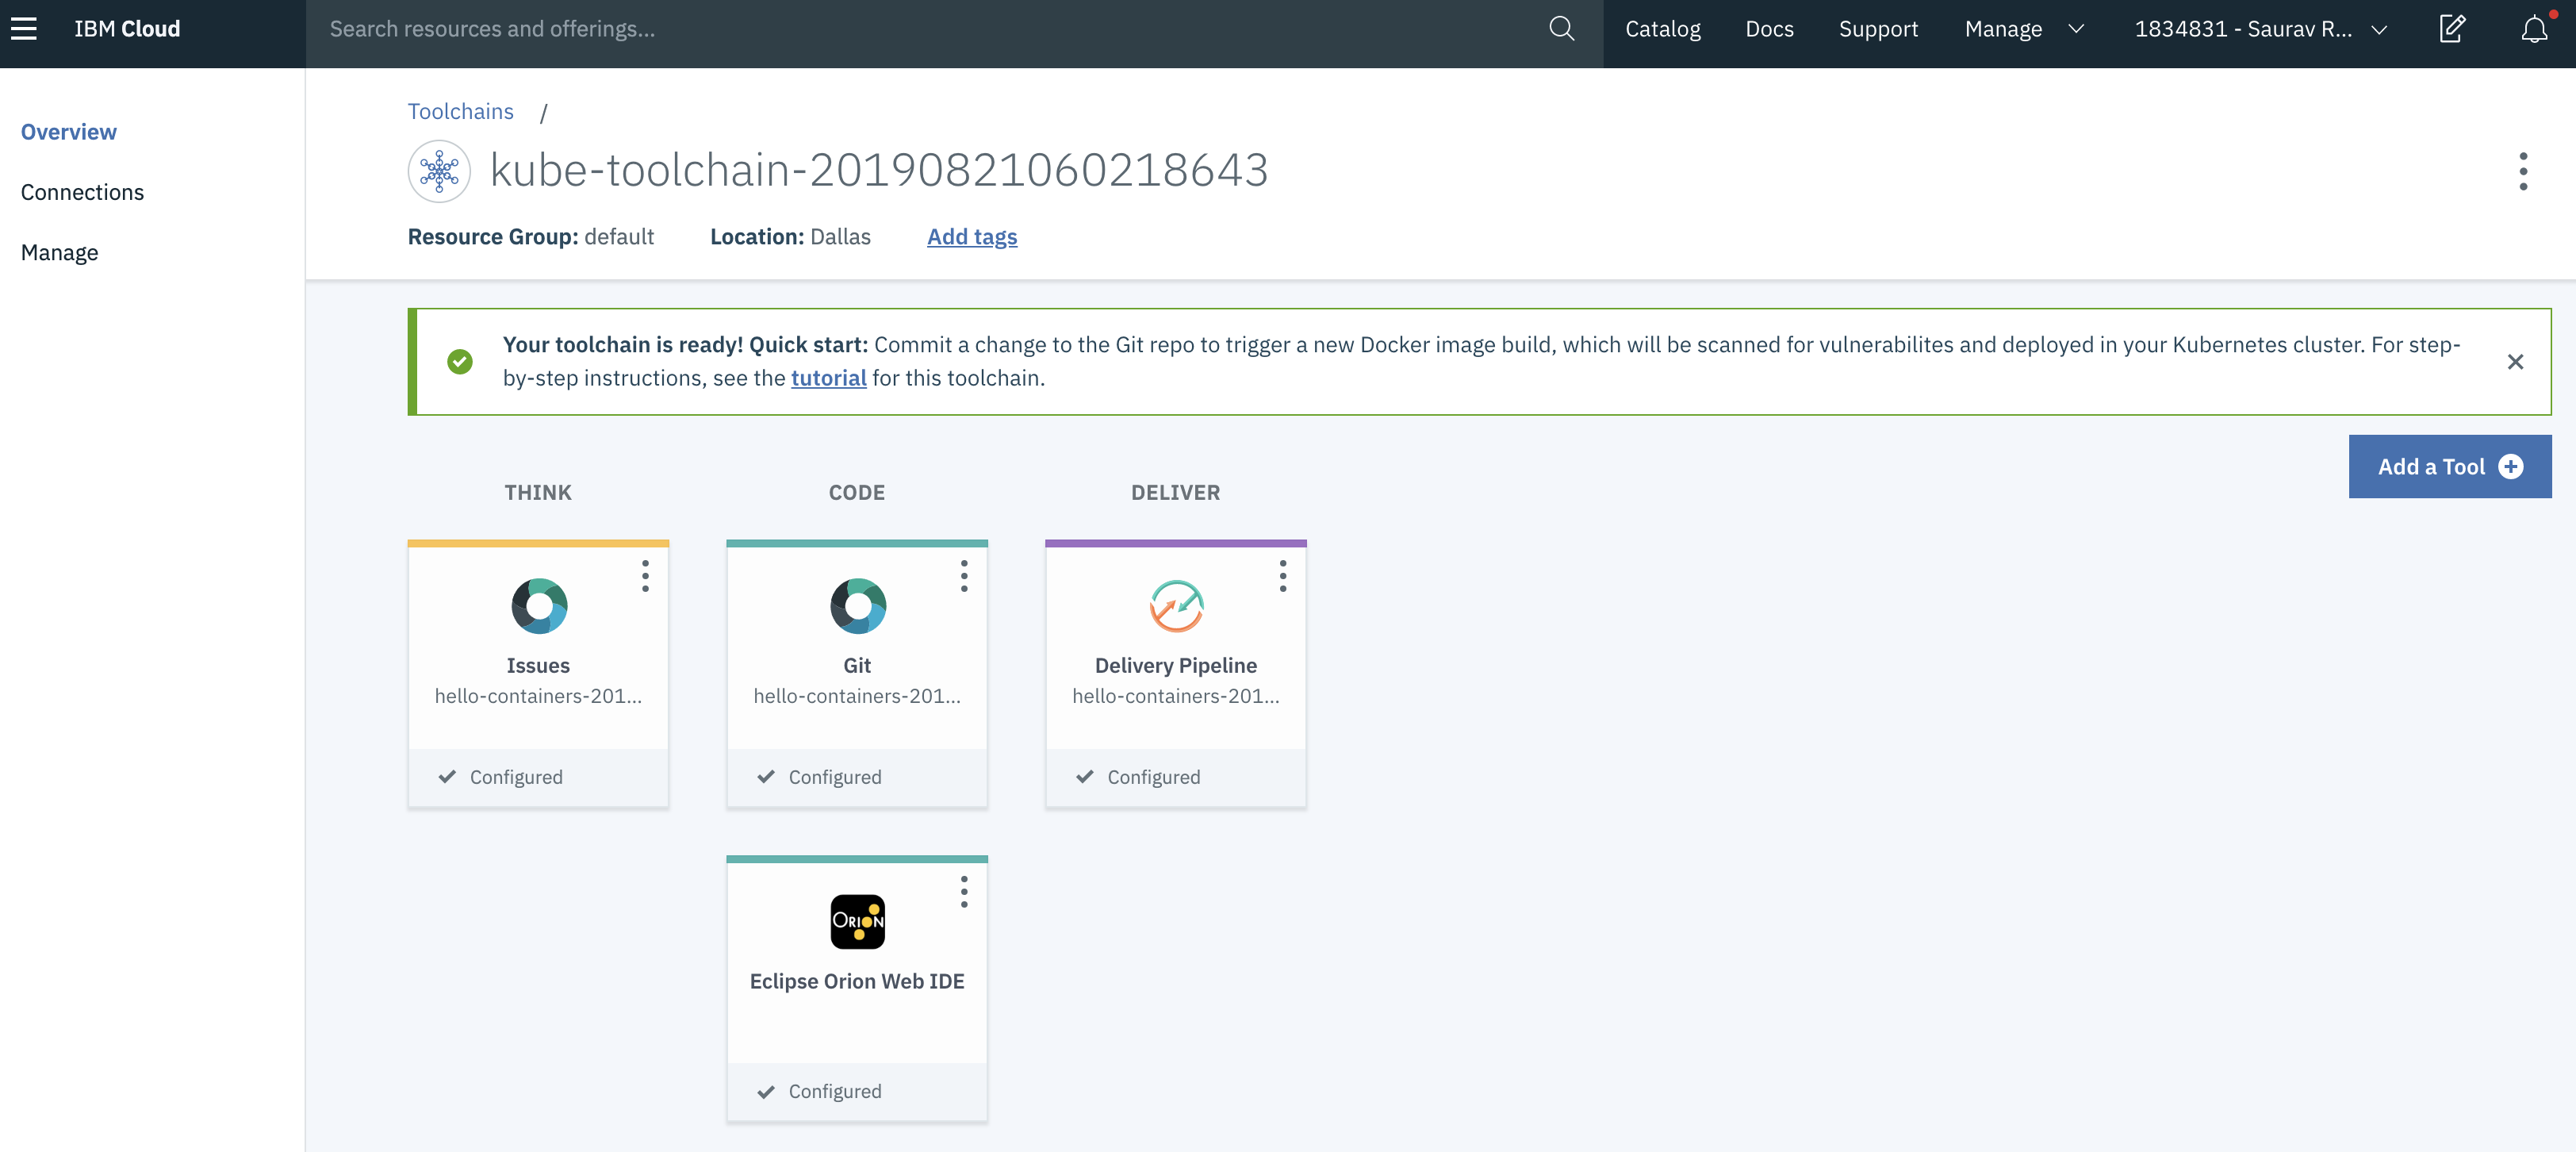 IBM Cloud
Search resources and offerings...
Catalog
Docs
Support
Manage
1834831 - Saurav R...
Overview
Connections
Manage
Toolchains /
kube-toolchain-20190821060218643
Resource Group: default
Location: Dallas
Add tags
Your toolchain is ready! Quick start: Commit a change to the Git repo to trigger a new Docker image build, which will be scanned for vulnerabilites and deployed in your Kubernetes cluster. For step-
by-step instructions, see the tutorial for this toolchain.
Add a Tool
THINK
CODE
DELIVER
Issues
hello-containers-201...
Configured
Git
hello-containers-201...
Configured
Delivery Pipeline
hello-containers-201...
Configured
ORION
Eclipse Orion Web IDE
Configured